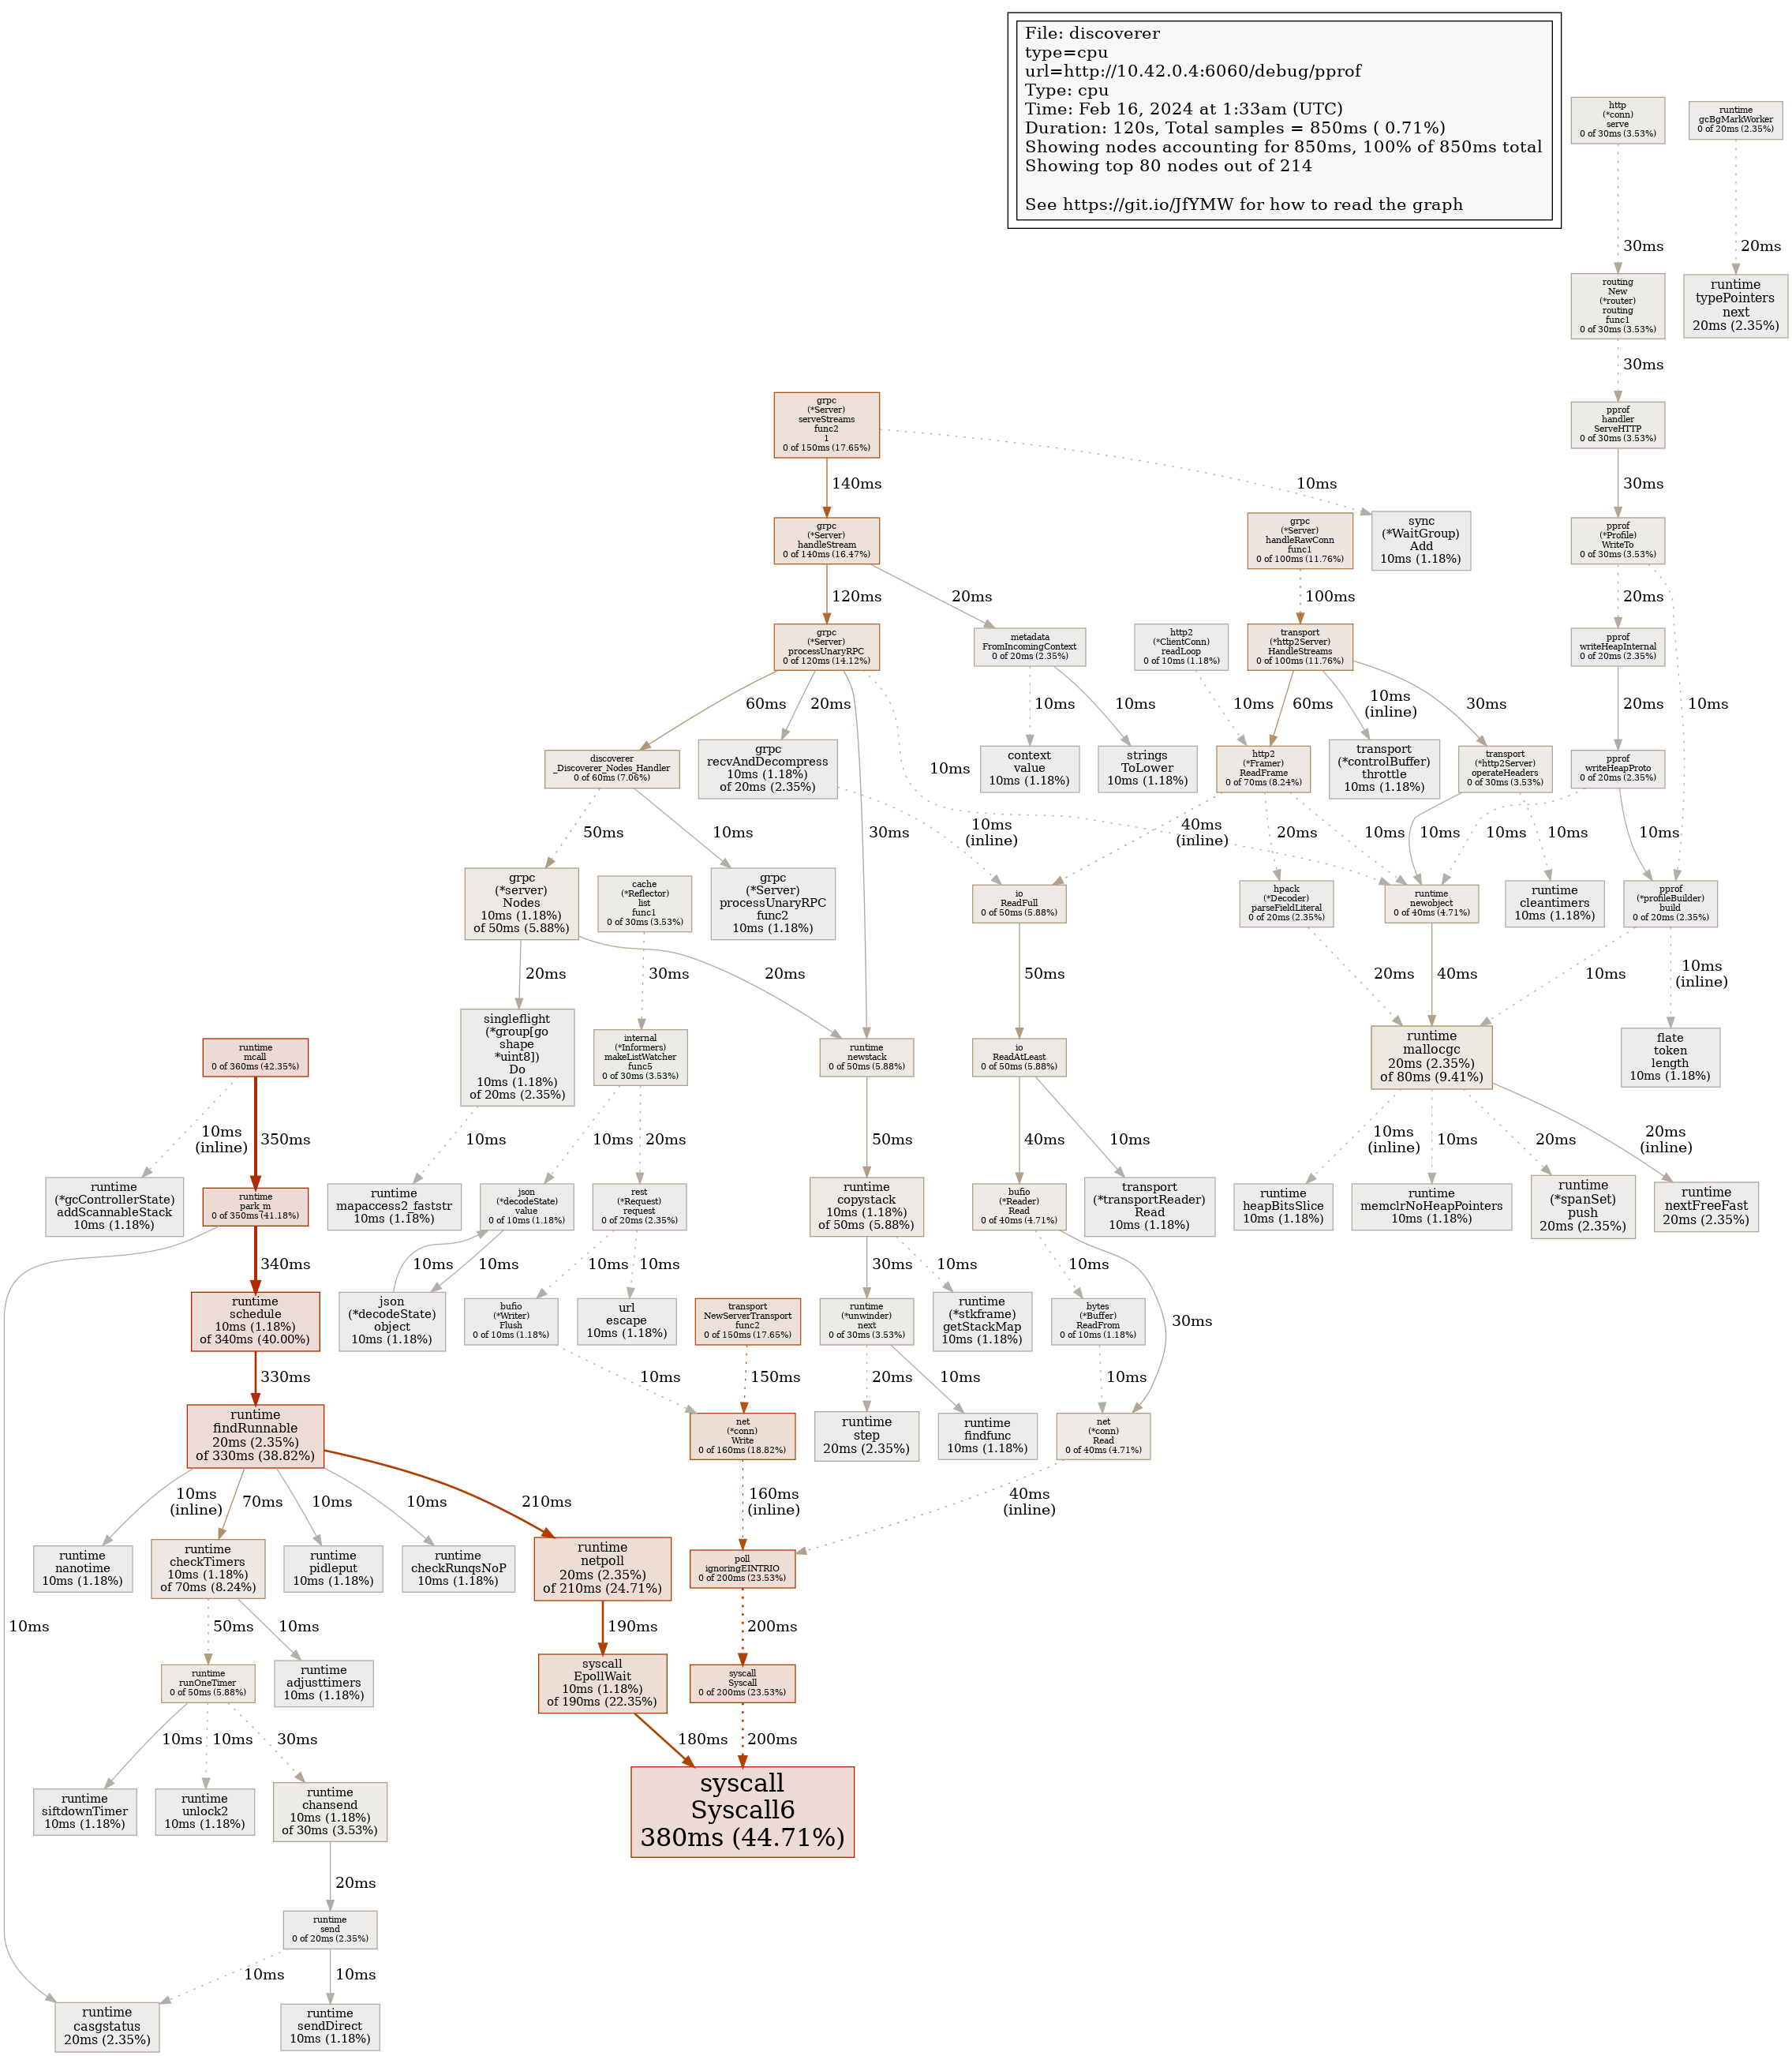 File: discoverer
type=cpu
url=http://10.42.0.4:6060/debug/pprof
Type: cpu
Time: Feb 16, 2024 at 1:33am (UTC)
Duration: 120s, Total samples = 850ms ( 0.71%)
Showing nodes accounting for 850ms, 100% of 850ms total
Showing top 80 nodes out of 214
See https://git.io/JfYMW for how to read the graph
http
(*conn)
serve
0 of 30ms (3.53%)
runtime
gcBgMarkWorker
0 of 20ms (2.35%)
30ms
20ms
routing
New
(*router)
routing
func1
0 of 30ms (3.53%)
runtime
typePointers
next
20ms (2.35%)
30ms
grpc
(*Server)
serveStreams
func2
1
0 of 150ms (17.65%)
pprof
handler
ServeHTTP
0 of 30ms (3.53%)
140ms
10ms
30ms
grpc
(*Server)
handleStream
0 of 140ms (16.47%)
grpc
(*Server)
handleRawConn
func1
0 of 100ms (11.76%)
sync
(*WaitGroup)
Add
10ms (1.18%)
pprof
(*Profile)
WriteTo
0 of 30ms (3.53%)
120ms
20ms
100ms
20ms
10ms
grpc
(*Server)
processUnaryRPC
0 of 120ms (14.12%)
metadata
FromIncomingContext
0 of 20ms (2.35%)
http2
(*ClientConn)
readLoop
0 of 10ms (1.18%)
transport
(*http2Server)
HandleStreams
0 of 100ms (11.76%)
pprof
writeHeapInternal
0 of 20ms (2.35%)
60ms
20ms
30ms
10ms
10ms
10ms
10ms
60ms
10ms
(inline)
30ms
20ms
discoverer
_Discoverer_Nodes_Handler
0 of 60ms (7.06%)
grpc
recvAndDecompress
10ms (1.18%)
of 20ms (2.35%)
context
value
10ms (1.18%)
strings
ToLower
10ms (1.18%)
http2
(*Framer)
ReadFrame
0 of 70ms (8.24%)
transport
(*controlBuffer)
throttle
10ms (1.18%)
transport
(*http2Server)
operateHeaders
0 of 30ms (3.53%)
pprof
writeHeapProto
0 of 20ms (2.35%)
50ms
10ms
10ms
(inline)
40ms
(inline)
20ms
10ms
10ms
10ms
10ms
10ms
grpc
(*server)
Nodes
10ms (1.18%)
of 50ms (5.88%)
cache
(*Reflector)
list
func1
0 of 30ms (3.53%)
grpc
(*Server)
processUnaryRPC
func2
10ms (1.18%)
io
ReadFull
0 of 50ms (5.88%)
hpack
(*Decoder)
parseFieldLiteral
0 of 20ms (2.35%)
runtime
newobject
0 of 40ms (4.71%)
runtime
cleantimers
10ms (1.18%)
pprof
(*profileBuilder)
build
0 of 20ms (2.35%)
20ms
20ms
30ms
50ms
20ms
40ms
10ms
10ms
(inline)
runtime
mcall
0 of 360ms (42.35%)
singleflight
(*group[go
shape
*uint8])
Do
10ms (1.18%)
of 20ms (2.35%)
internal
(*Informers)
makeListWatcher
func5
0 of 30ms (3.53%)
runtime
newstack
0 of 50ms (5.88%)
io
ReadAtLeast
0 of 50ms (5.88%)
runtime
mallocgc
20ms (2.35%)
of 80ms (9.41%)
flate
token
length
10ms (1.18%)
10ms
(inline)
350ms
10ms
10ms
20ms
50ms
40ms
10ms
10ms
(inline)
10ms
20ms
20ms
(inline)
runtime
(*gcControllerState)
addScannableStack
10ms (1.18%)
runtime
park_m
0 of 350ms (41.18%)
runtime
mapaccess2_faststr
10ms (1.18%)
json
(*decodeState)
value
0 of 10ms (1.18%)
rest
(*Request)
request
0 of 20ms (2.35%)
runtime
copystack
10ms (1.18%)
of 50ms (5.88%)
bufio
(*Reader)
Read
0 of 40ms (4.71%)
transport
(*transportReader)
Read
10ms (1.18%)
runtime
heapBitsSlice
10ms (1.18%)
runtime
memclrNoHeapPointers
10ms (1.18%)
runtime
(*spanSet)
push
20ms (2.35%)
runtime
nextFreeFast
20ms (2.35%)
340ms
10ms
10ms
10ms
10ms
30ms
10ms
10ms
30ms
runtime
schedule
10ms (1.18%)
of 340ms (40.00%)
json
(*decodeState)
object
10ms (1.18%)
bufio
(*Writer)
Flush
0 of 10ms (1.18%)
url
escape
10ms (1.18%)
transport
NewServerTransport
func2
0 of 150ms (17.65%)
runtime
(*unwinder)
next
0 of 30ms (3.53%)
runtime
(*stkframe)
getStackMap
10ms (1.18%)
bytes
(*Buffer)
ReadFrom
0 of 10ms (1.18%)
330ms
10ms
150ms
20ms
10ms
10ms
runtime
findRunnable
20ms (2.35%)
of 330ms (38.82%)
net
(*conn)
Write
0 of 160ms (18.82%)
runtime
step
20ms (2.35%)
runtime
findfunc
10ms (1.18%)
net
(*conn)
Read
0 of 40ms (4.71%)
10ms
(inline)
70ms
10ms
10ms
210ms
160ms
(inline)
40ms
(inline)
runtime
nanotime
10ms (1.18%)
runtime
checkTimers
10ms (1.18%)
of 70ms (8.24%)
runtime
pidleput
10ms (1.18%)
runtime
checkRunqsNoP
10ms (1.18%)
runtime
netpoll
20ms (2.35%)
of 210ms (24.71%)
poll
ignoringEINTRIO
0 of 200ms (23.53%)
10ms
50ms
10ms
190ms
200ms
runtime
runOneTimer
0 of 50ms (5.88%)
runtime
adjusttimers
10ms (1.18%)
syscall
EpollWait
10ms (1.18%)
of 190ms (22.35%)
syscall
Syscall
0 of 200ms (23.53%)
10ms
10ms
30ms
180ms
200ms
runtime
siftdownTimer
10ms (1.18%)
runtime
unlock2
10ms (1.18%)
runtime
chansend
10ms (1.18%)
of 30ms (3.53%)
syscall
Syscall6
380ms (44.71%)
20ms
runtime
send
0 of 20ms (2.35%)
10ms
10ms
runtime
casgstatus
20ms (2.35%)
runtime
sendDirect
10ms (1.18%)